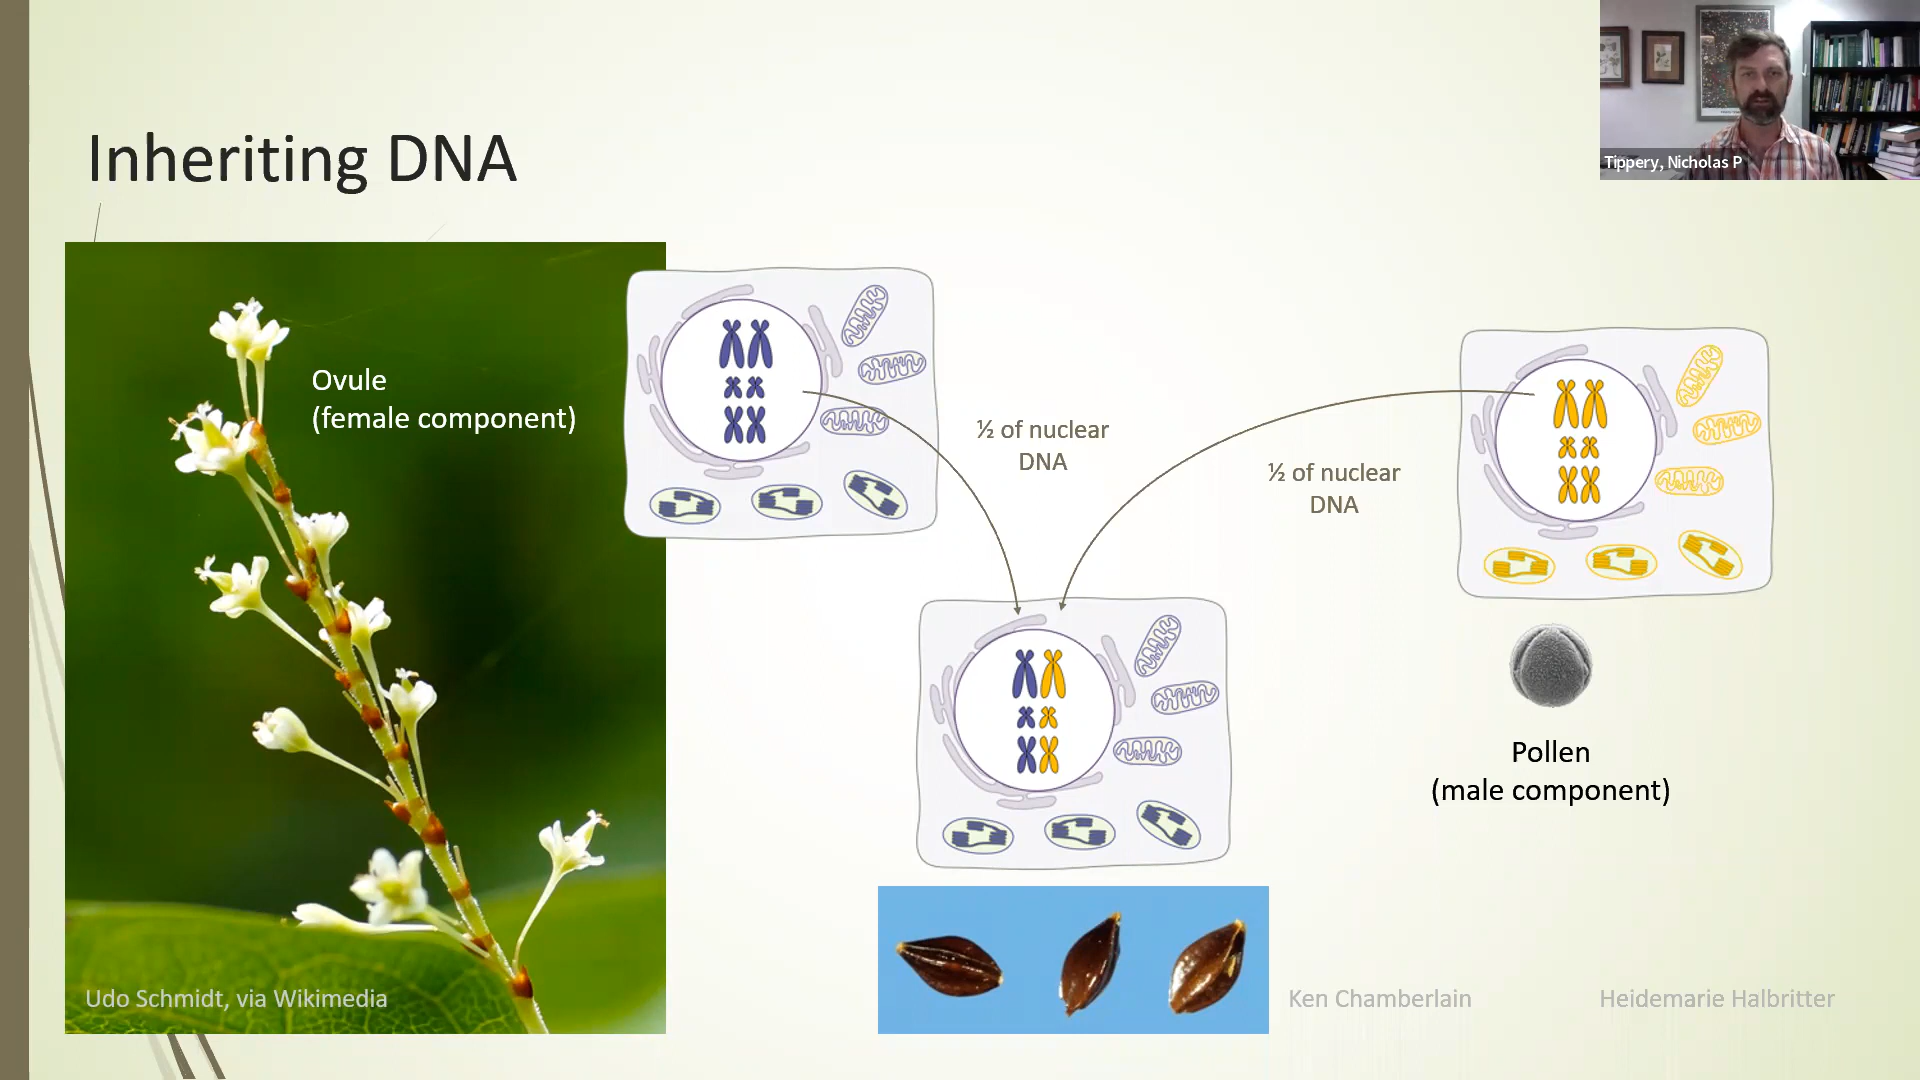 Inheriting DNA
Tippery, Nicholas P
Ovule
(female component)
½ of nuclear
DNA
½ of nuclear
DNA
Pollen
(male component)
Udo Schmidt, via Wikimedia
Ken Chamberlain
Heidemarie Halbritter